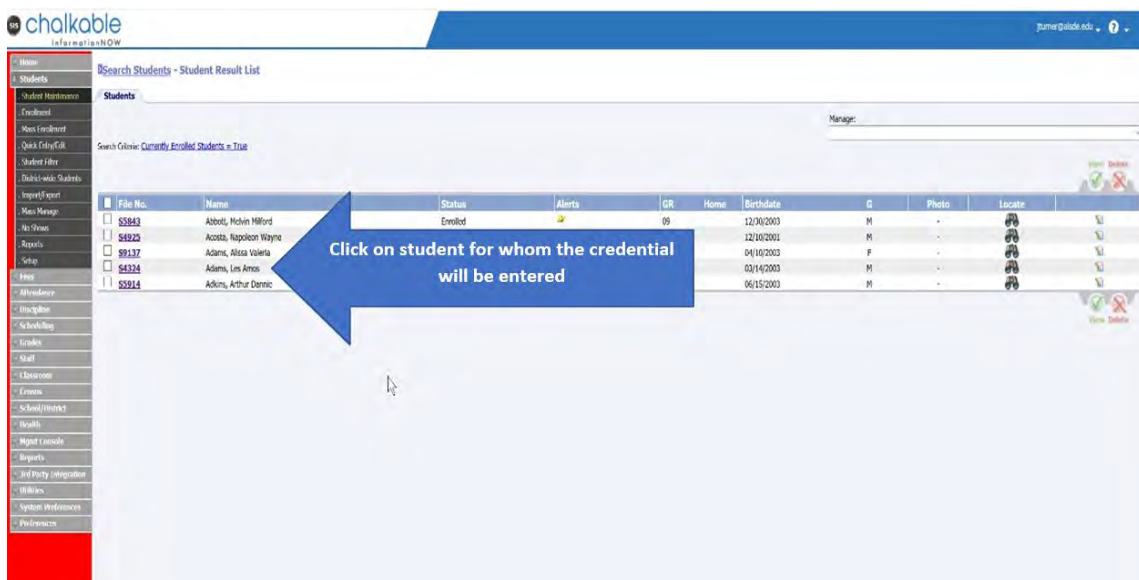 SIS chalkable
InformationNOW
jturner@alsde.edu
Home
Students
. Student Maintenance
. Enrollment
. Mass Enrollment
. Quick Entry/Edit
. Student Filter
. District-wide Students
. Import/Export
. Mass Manage
. No Shows
. Reports
. Setup
Fees
Attendance
Discipline
Scheduling
Grades
Staff
Classroom
Census
School/District
Health
Mgmt Console
Reports
3rd Party Integration
Utilities
System Preferences
Preferences
Search Students - Student Result List
Students
Manage:
Search Criteria: Currently Enrolled Students = True
View Delete
File No. Name Status Alerts GR Home Birthdate G Photo Locate
S5843 Abbott, Melvin Milford Enrolled 09 12/30/2003 M -
S4925 Acosta, Napoleon Wayne 12/10/2001 M -
S9137 Adams, Alissa Valeria 04/10/2003 F -
S4324 Adams, Les Amos 03/14/2003 M -
S5914 Adkins, Arthur Dannie 06/15/2003 M -
Click on student for whom the credential
will be entered
View Delete